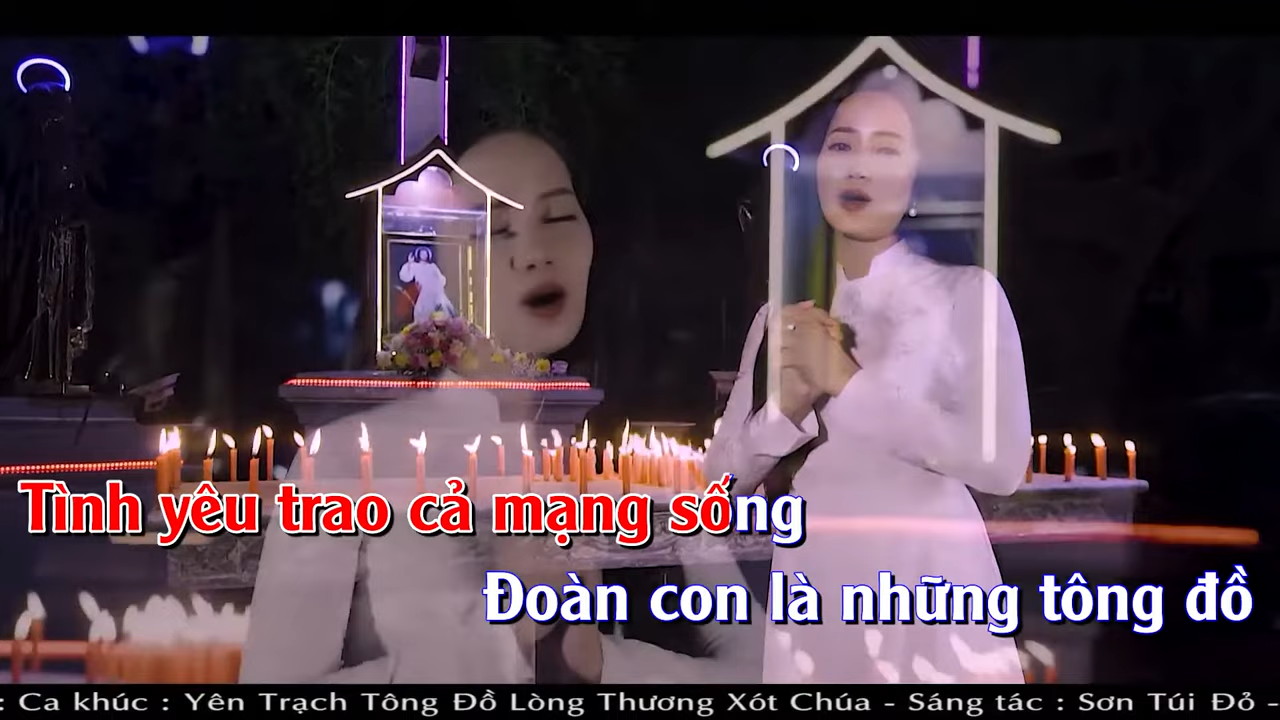 Tình yêu trao cả mạng sống
Đoàn con là những tông đồ
: Ca khúc : Yên Trạch Tông Đồ Lòng Thương Xót Chúa - Sáng tác : Sơn Túi Đỏ -